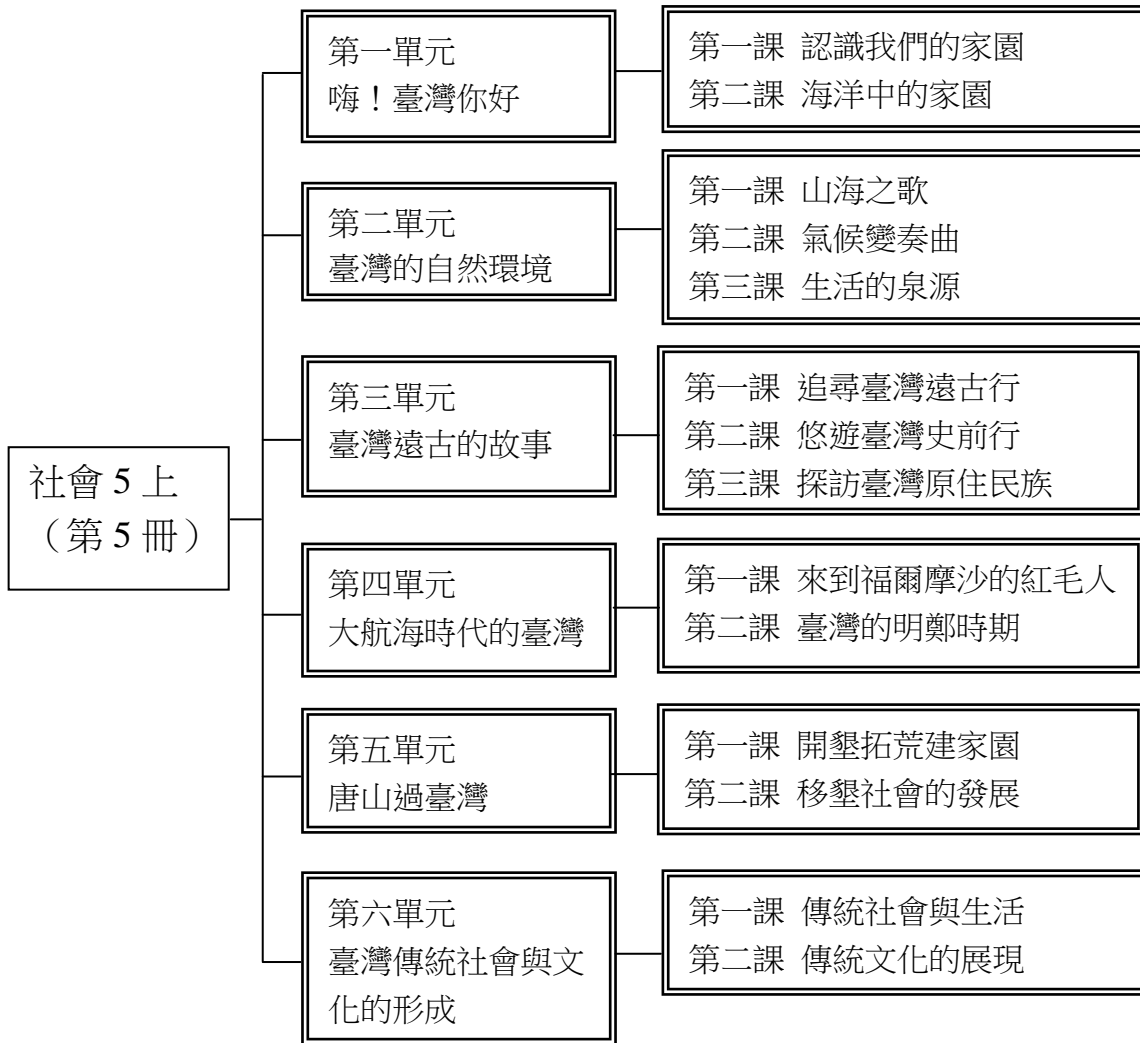 社會 5 上
（第 5 冊）
第一單元
嗨！臺灣你好
第一課 認識我們的家園
第二課 海洋中的家園
第二單元
臺灣的自然環境
第一課 山海之歌
第二課 氣候變奏曲
第三課 生活的泉源
第三單元
臺灣遠古的故事
第一課 追尋臺灣遠古行
第二課 悠遊臺灣史前行
第三課 探訪臺灣原住民族
第四單元
大航海時代的臺灣
第一課 來到福爾摩沙的紅毛人
第二課 臺灣的明鄭時期
第五單元
唐山過臺灣
第一課 開墾拓荒建家園
第二課 移墾社會的發展
第六單元
臺灣傳統社會與文
化的形成
第一課 傳統社會與生活
第二課 傳統文化的展現